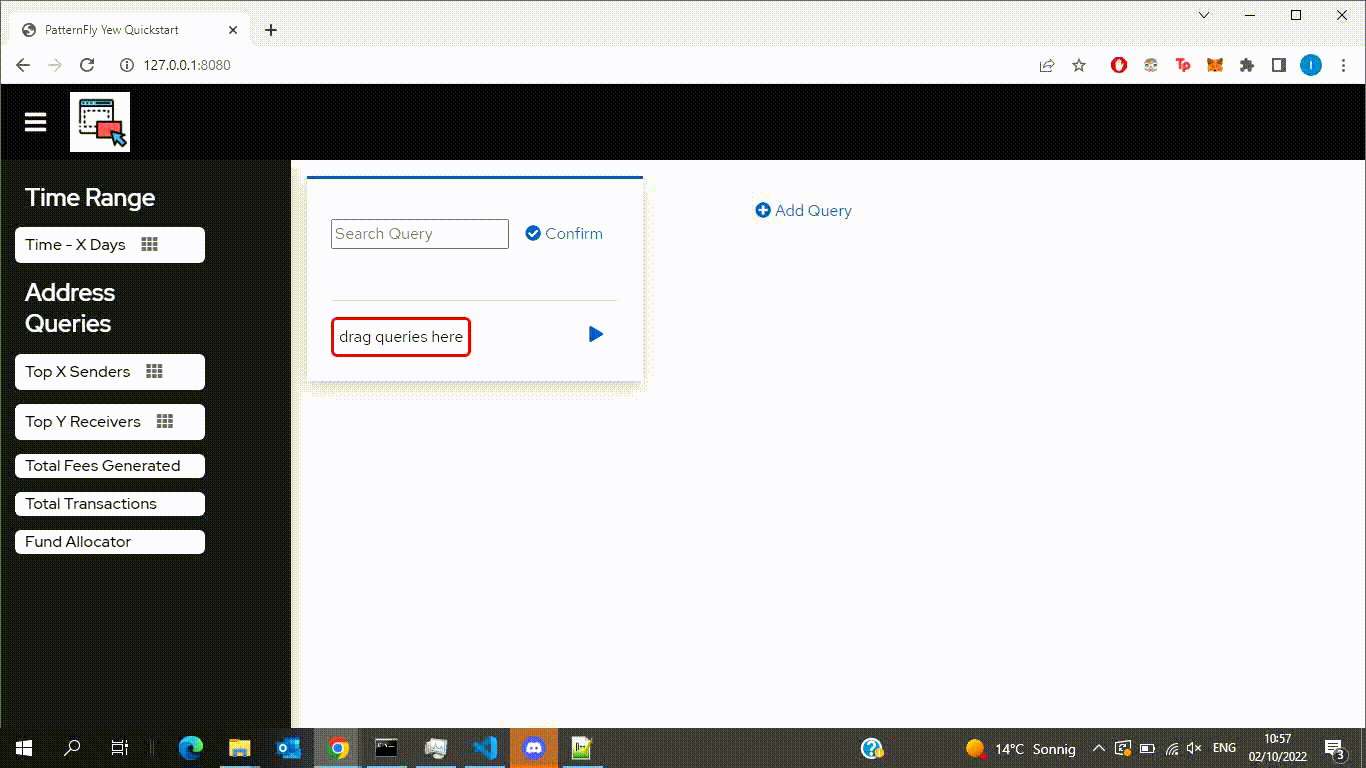 PatternFly Yew Quickstart
127.0.0.1:8080
I
Time Range
Time - X Days
Address
Queries
Top X Senders
Top Y Receivers
Total Fees Generated
Total Transactions
Fund Allocator
Search Query
Confirm
drag queries here
Add Query
14°C Sonnig
ENG
10:57
02/10/2022
3